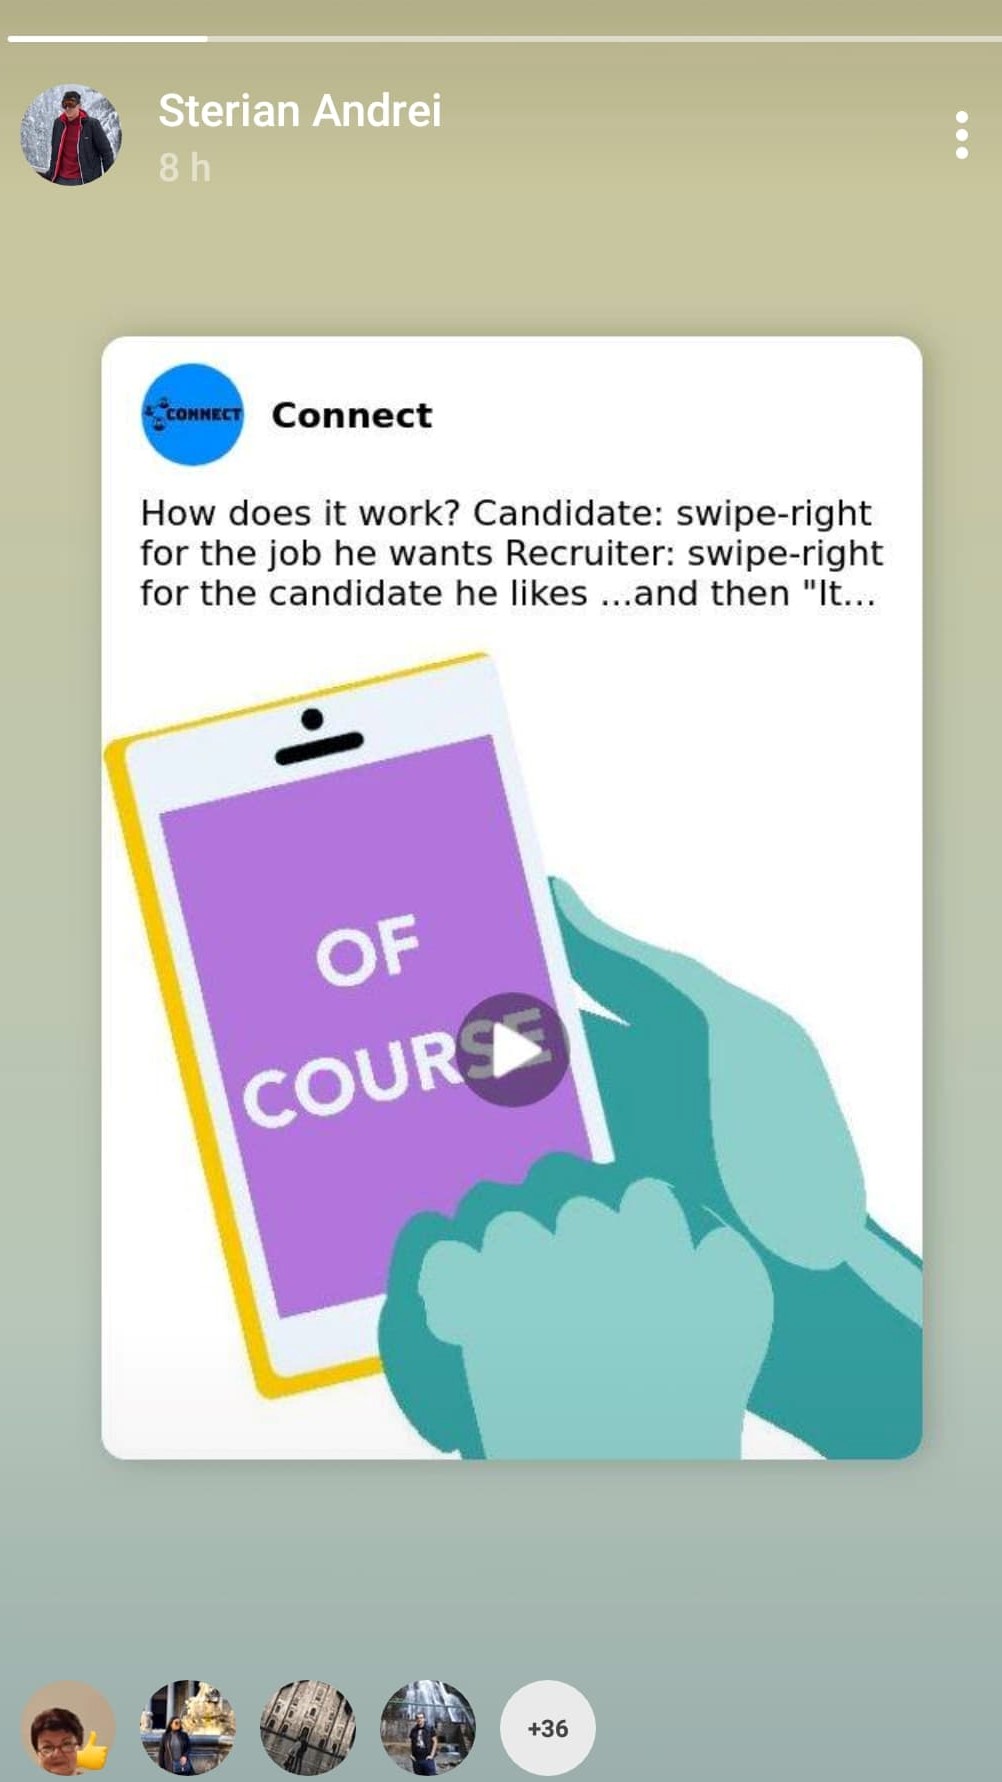 Sterian Andrei
8 h
CONNECT
Connect
How does it work? Candidate: swipe-right
for the job he wants Recruiter: swipe-right
for the candidate he likes ...and then "It...
OF
COURSE
+36